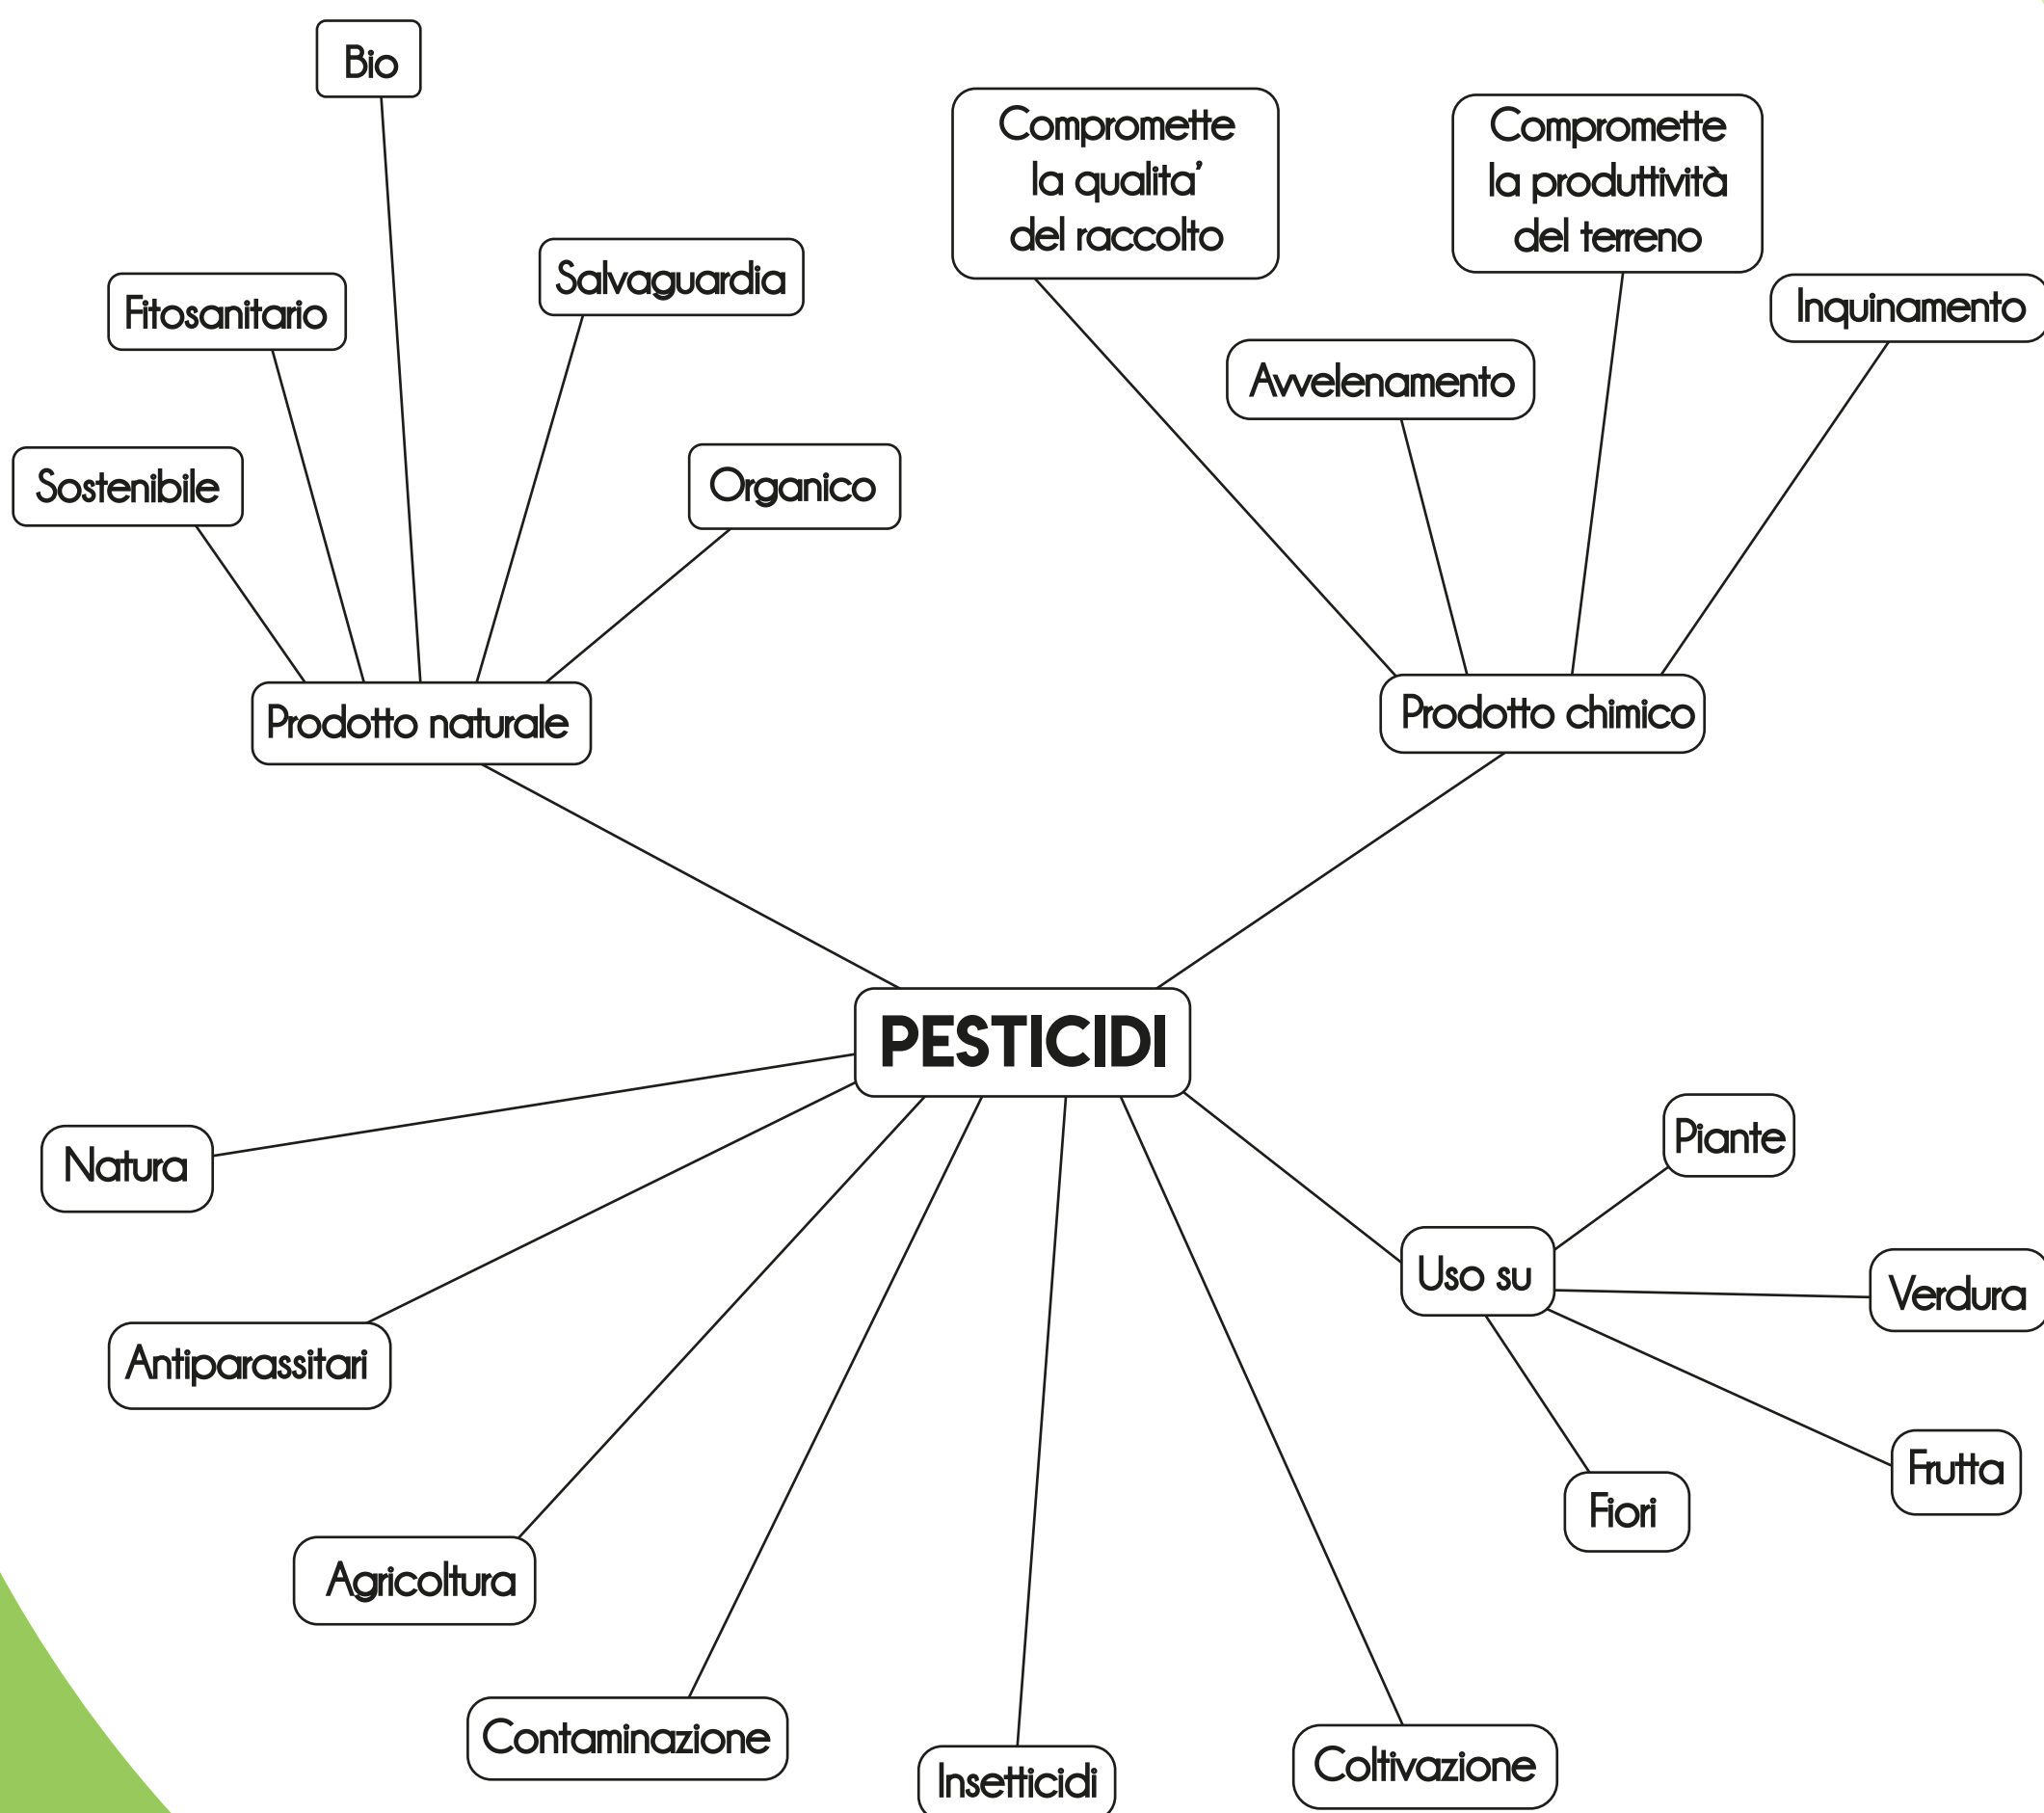 Bio
Compromette
la qualita'
del raccolto
Compromette
la produttività
del terreno
Salvaguardia
Fitosanitario
Inquinamento
Avvelenamento
Sostenibile
Organico
Prodotto naturale
Prodotto chimico
PESTICIDI
Natura
Piante
Uso su
Verdura
Antiparassitari
Frutta
Fiori
Agricoltura
Contaminazione
Insetticidi
Coltivazione